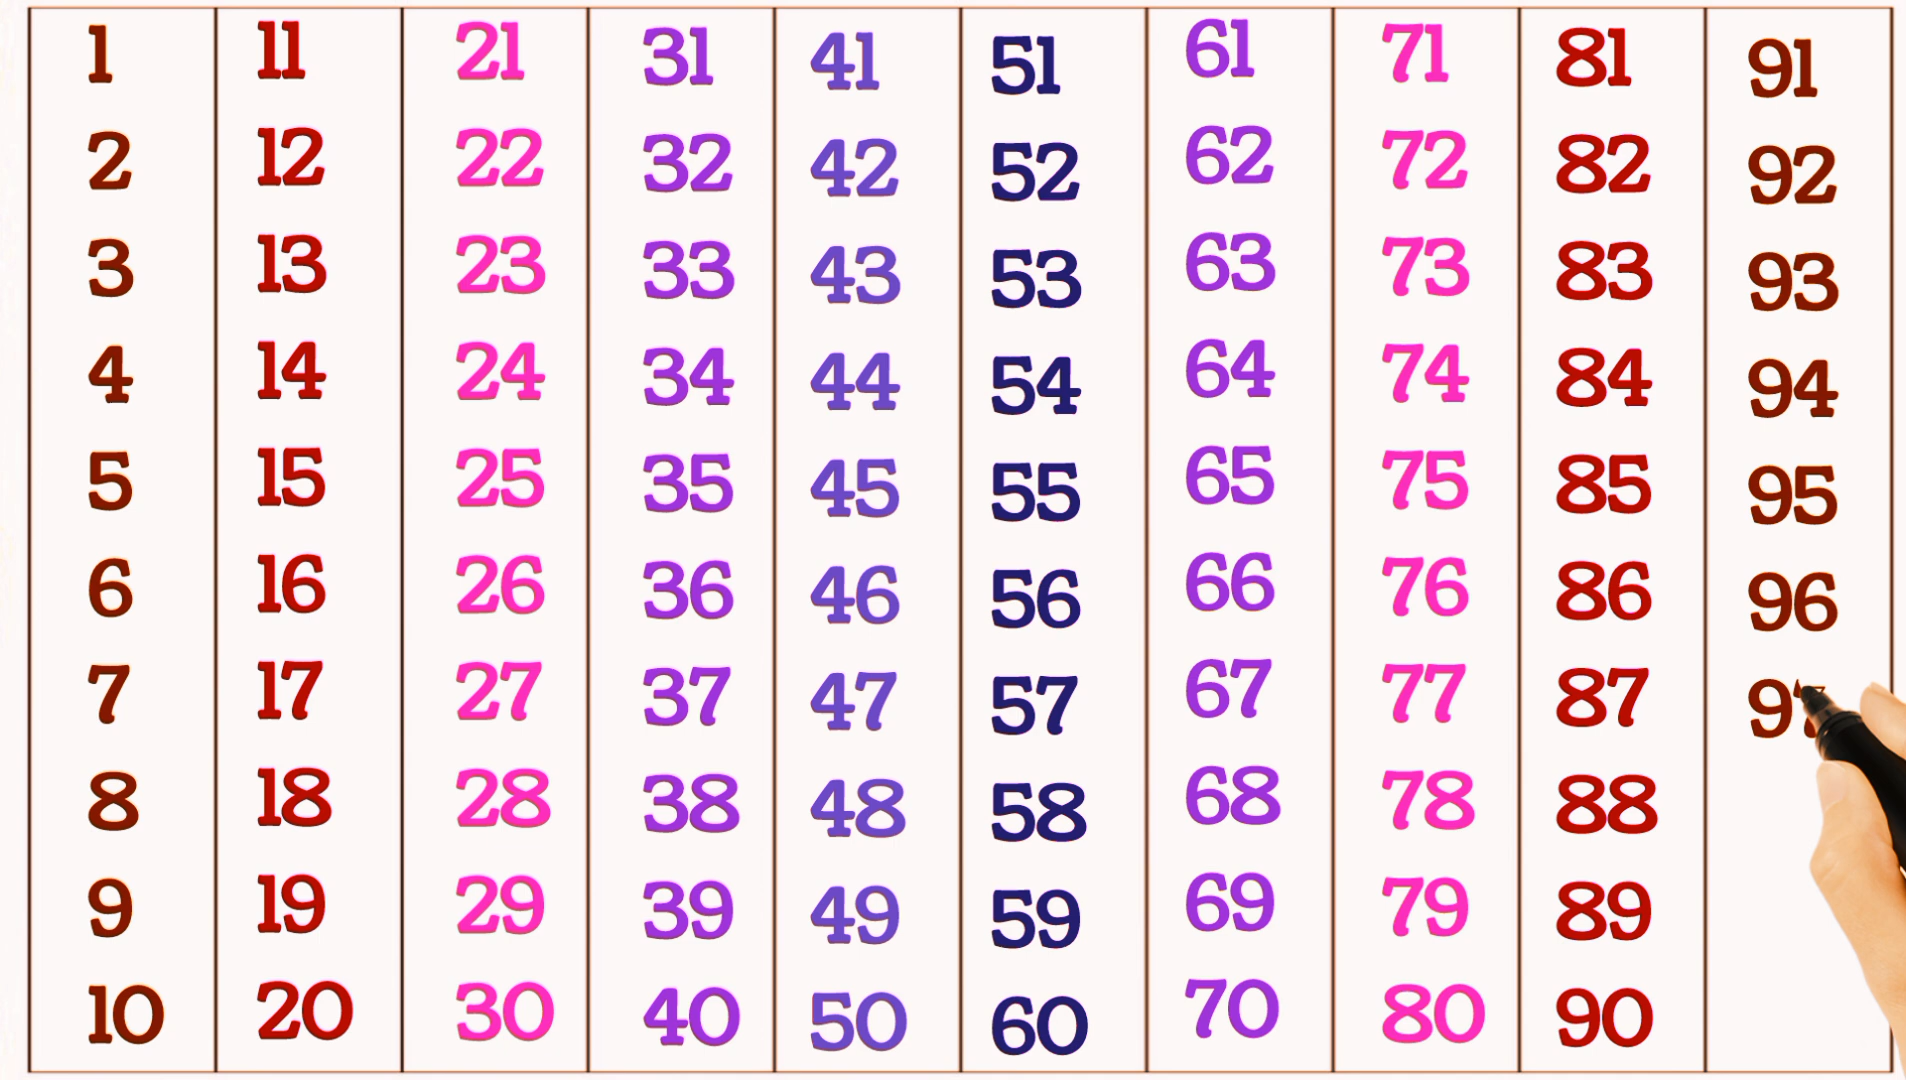 1 11 21 31 41 51 61 71 81 91
2 12 22 32 42 52 62 72 82 92
3 13 23 33 43 53 63 73 83 93
4 14 24 34 44 54 64 74 84 94
5 15 25 35 45 55 65 75 85 95
6 16 26 36 46 56 66 76 86 96
7 17 27 37 47 57 67 77 87 97
8 18 28 38 48 58 68 78 88
9 19 29 39 49 59 69 79 89
10 20 30 40 50 60 70 80 90